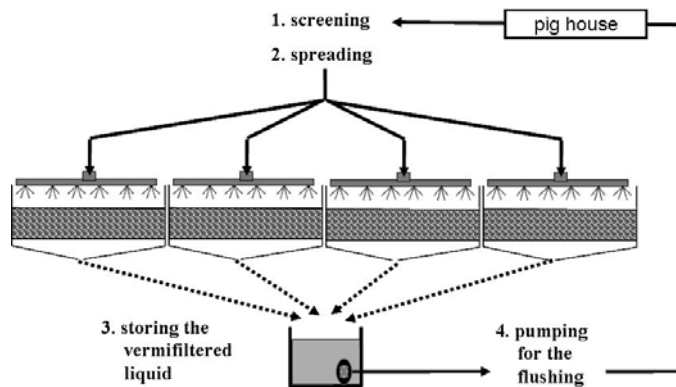 1. screening
pig house
2. spreading
3. storing the
vermifiltered
liquid
4. pumping
for the
flushing